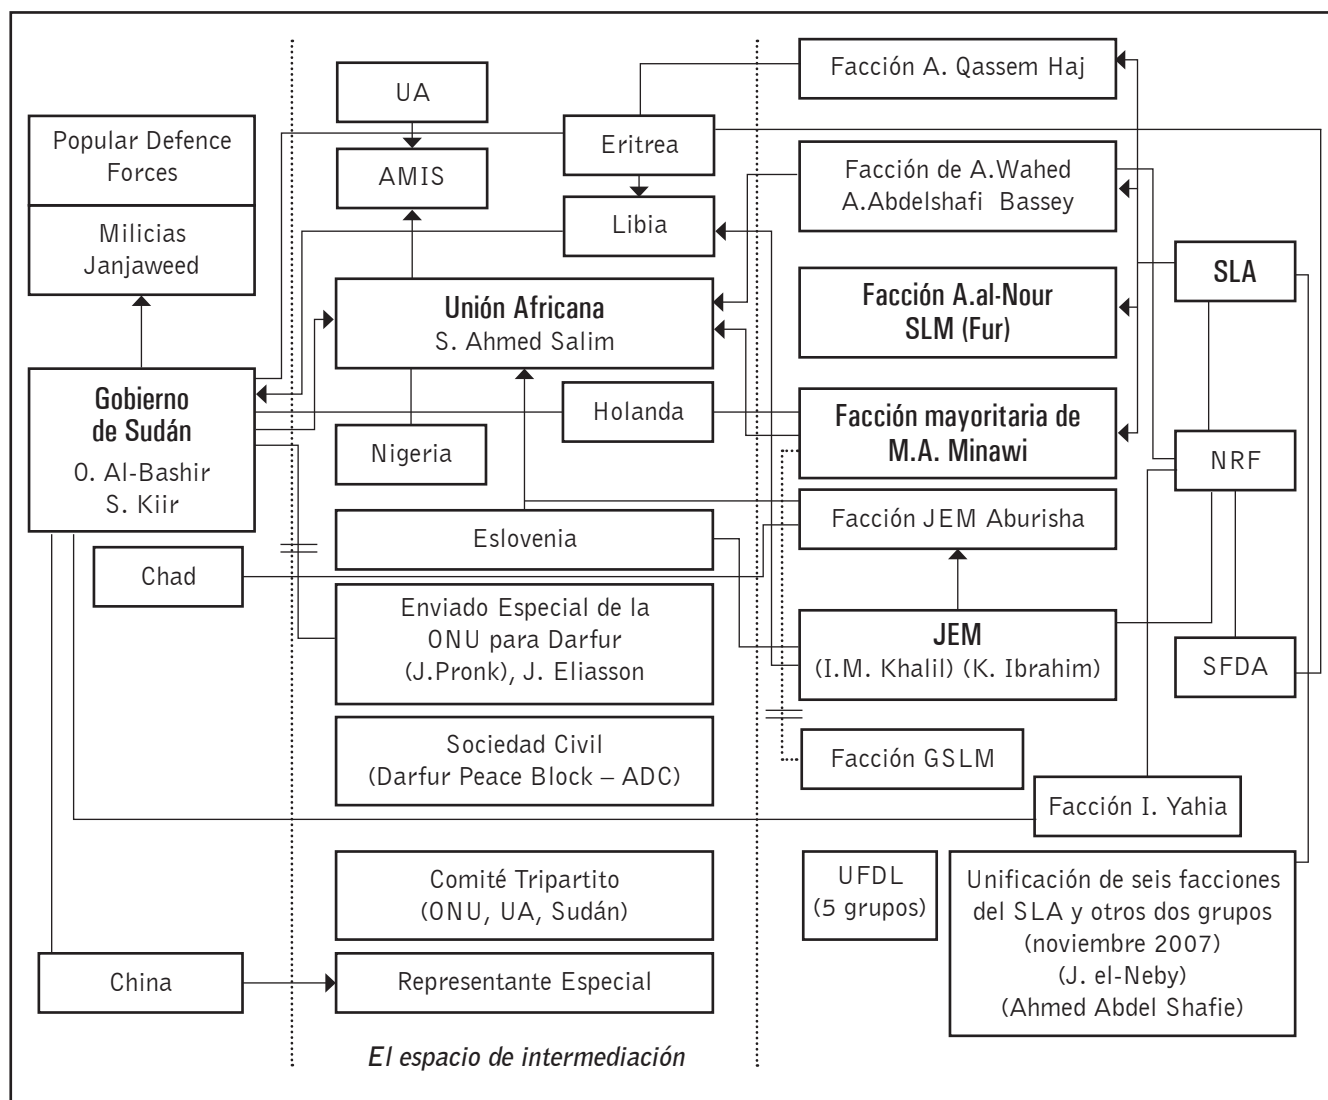 Popular Defence
Forces
Milicias
Janjaweed
Gobierno
de Sudán
O. Al-Bashir
S. Kiir
Chad
China
UA
AMIS
Eritrea
Libia
Unión Africana
S. Ahmed Salim
Holanda
Nigeria
Eslovenia
Enviado Especial de la
ONU para Darfur
(J.Pronk), J. Eliasson
Sociedad Civil
(Darfur Peace Block – ADC)
Comité Tripartito
(ONU, UA, Sudán)
Representante Especial
El espacio de intermediación
Facción A. Qassem Haj
Facción de A.Wahed
A.Abdelshafi Bassey
Facción A.al-Nour
SLM (Fur)
Facción mayoritaria de
M.A. Minawi
Facción JEM Aburisha
JEM
(I.M. Khalil) (K. Ibrahim)
Facción GSLM
SLA
NRF
SFDA
Facción I. Yahia
UFDL
(5 grupos)
Unificación de seis facciones
del SLA y otros dos grupos
(noviembre 2007)
(J. el-Neby)
(Ahmed Abdel Shafie)